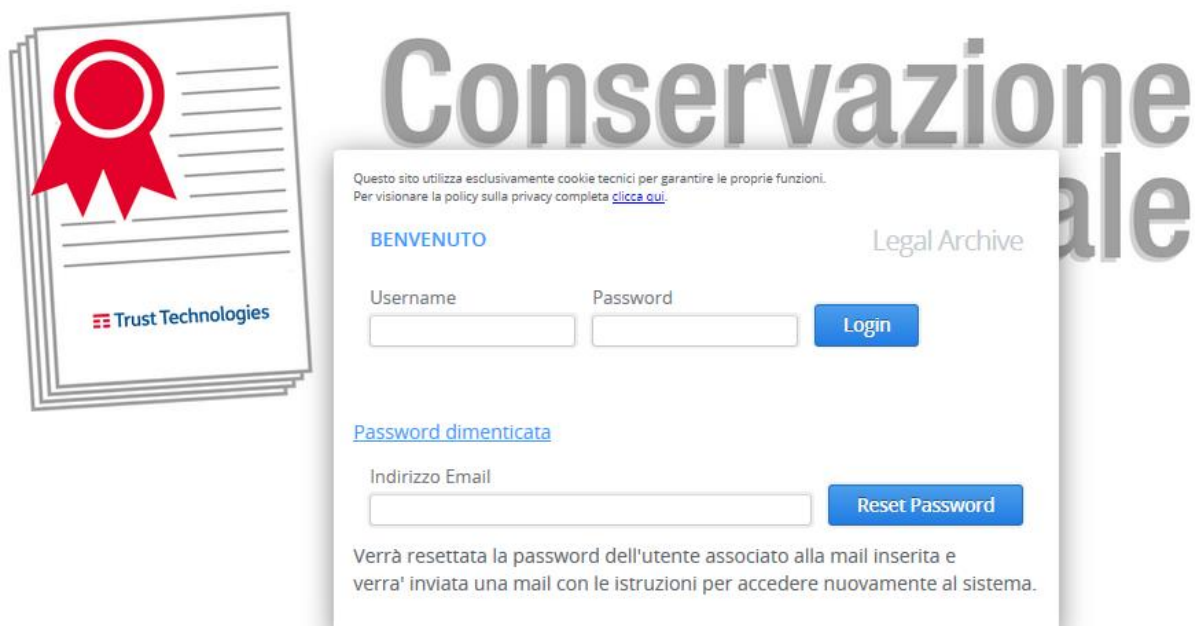 Conservazione
ale
Questo sito utilizza esclusivamente cookie tecnici per garantire le proprie funzioni.
Per visionare la policy sulla privacy completa clicca qui.
BENVENUTO
Legal Archive
Username
Password
Login
Trust Technologies
Password dimenticata
Indirizzo Email
Reset Password
Verrà resettata la password dell'utente associato alla mail inserita e
verra' inviata una mail con le istruzioni per accedere nuovamente al sistema.